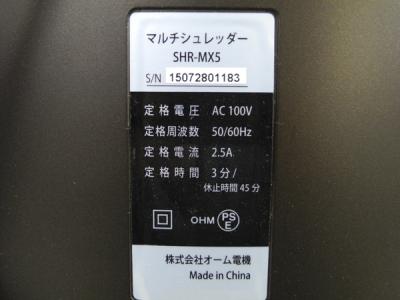 マルチシュレッダー
SHR-MX5
S/N 15072801183
定格電圧 AC 100V
定格周波数 50/60Hz
定格電流 2.5A
定格時間 3分/
休止時間 45分
OHM PSE
株式会社オーム電機
Made in China